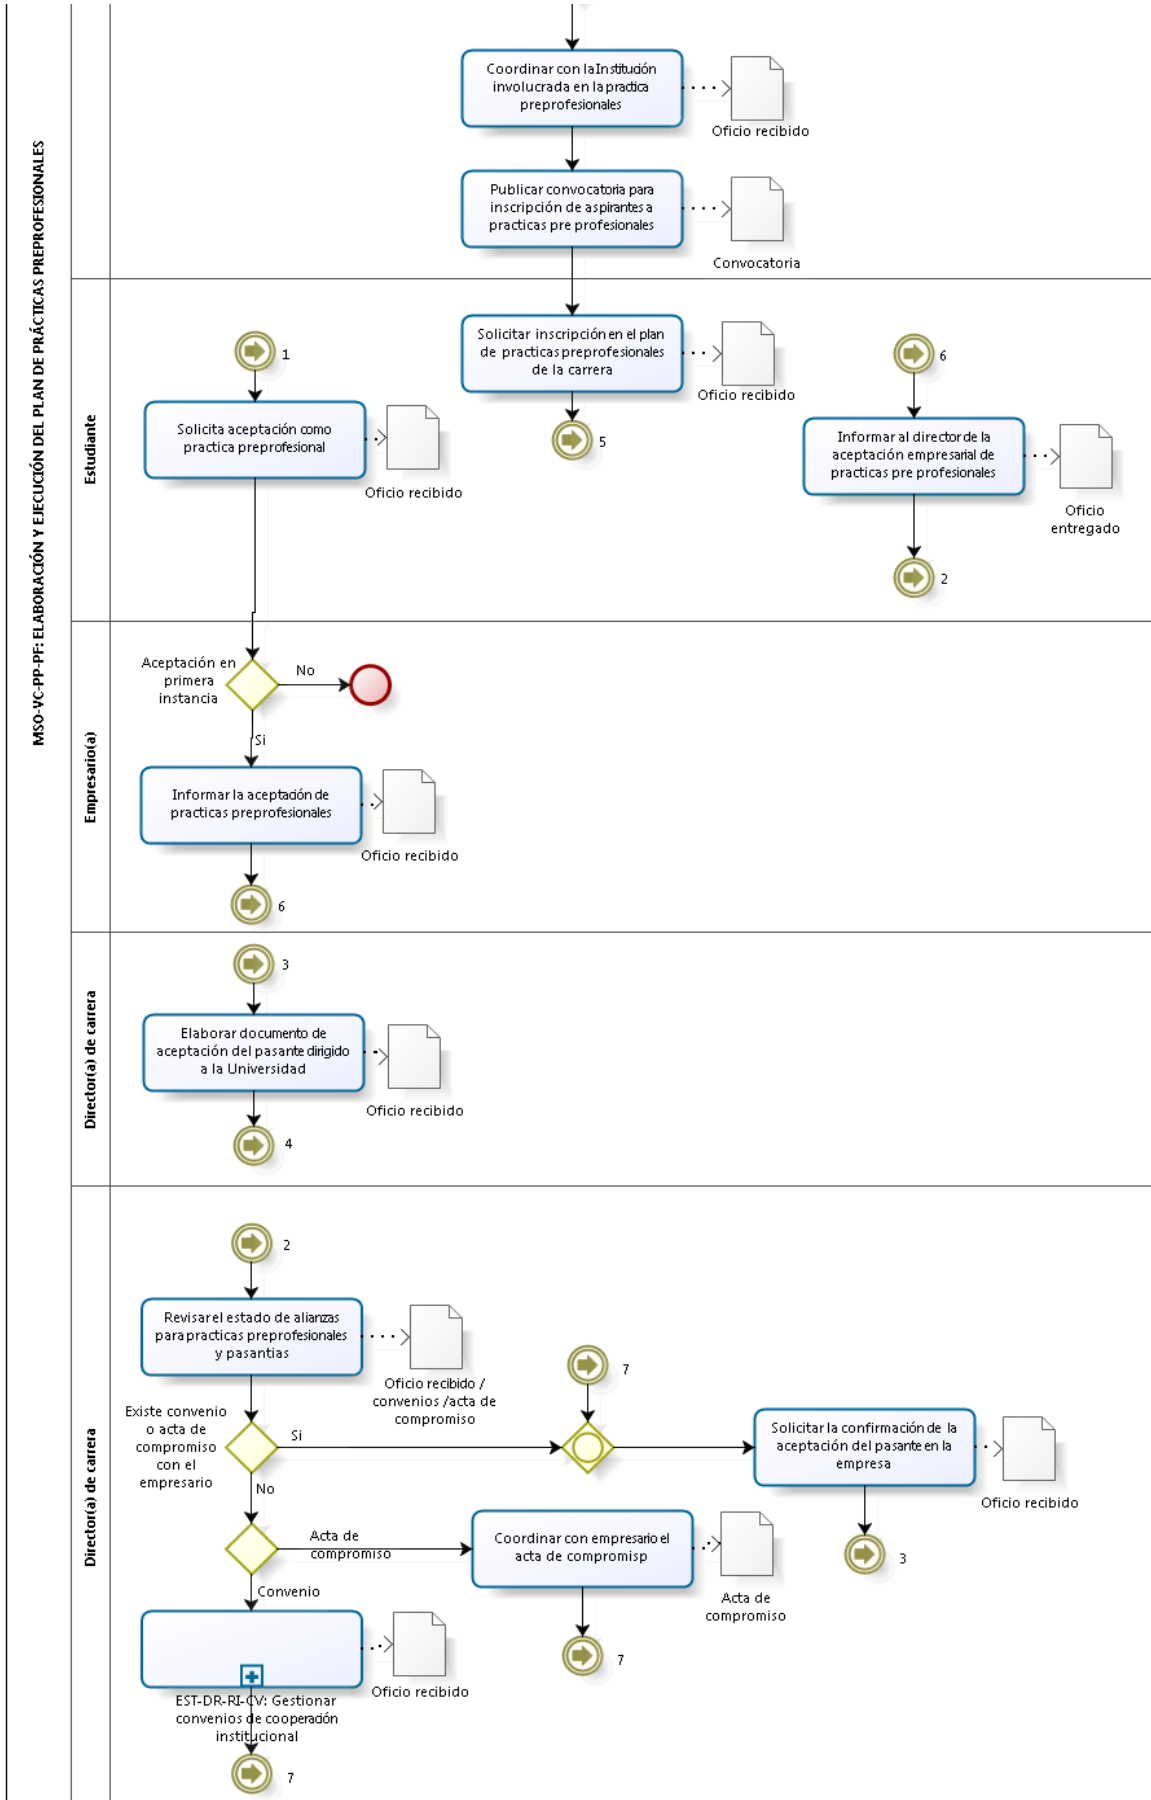 MSO-VC-PP-PF: ELABORACIÓN Y EJECUCIÓN DEL PLAN DE PRÁCTICAS PREPROFESIONALES
Coordinar con la Institución
involucrada en la practica
preprofesionales
Oficio recibido
Publicar convocatoria para
inscripción de aspirantes a
practicas pre profesionales
Convocatoria
Estudiante
1
Solicita aceptación como
practica preprofesional
Oficio recibido
Solicitar inscripción en el plan
de practicas preprofesionales
de la carrera
Oficio recibido
5
6
Informar al director de la
aceptación empresarial de
practicas pre profesionales
Oficio
entregado
2
Empresario(a)
Aceptación en
primera
instancia
No
Si
Informar la aceptación de
practicas preprofesionales
Oficio recibido
6
Director(a) de carrera
3
Elaborar documento de
aceptación del pasante dirigido
a la Universidad
Oficio recibido
4
Director(a) de carrera
2
Revisar el estado de alianzas
para practicas preprofesionales
y pasantias
Oficio recibido /
convenios /acta de
compromiso
Existe convenio
o acta de
compromiso
con el
empresario
Si
7
Solicitar la confirmación de la
aceptación del pasante en la
empresa
Oficio recibido
3
No
Acta de
compromiso
Coordinar con empresario el
acta de compromisp
Acta de
compromiso
7
Convenio
Oficio recibido
EST-DR-RI-CV: Gestionar
convenios de cooperación
institucional
7